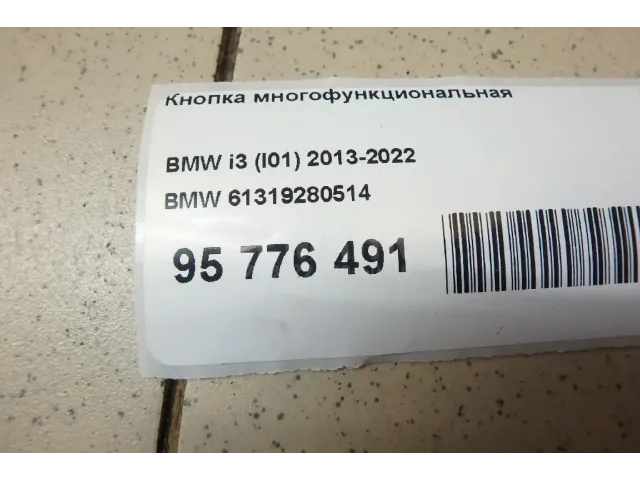 Кнопка многофункциональная
BMW i3 (I01) 2013-2022
BMW 61319280514
95 776 491